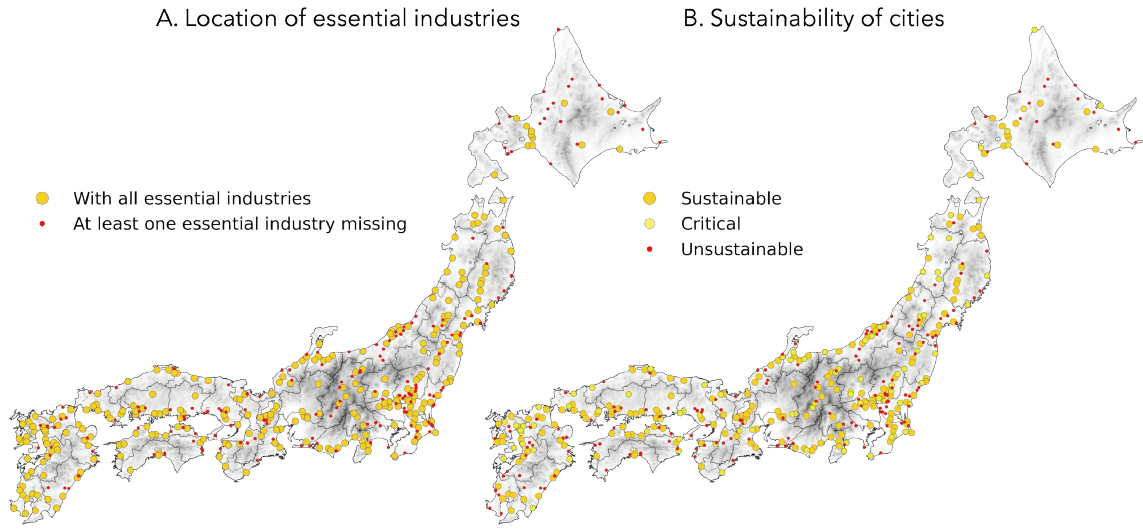 A. Location of essential industries
B. Sustainability of cities
With all essential industries
At least one essential industry missing
Sustainable
Critical
Unsustainable